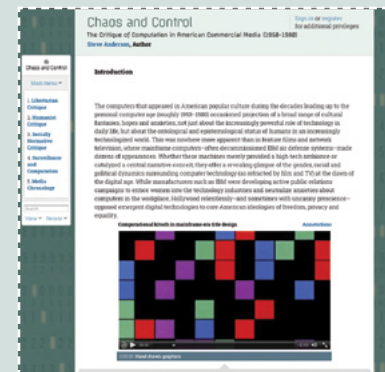 Chaos and Control
The Critique of Computation in American Commercial Media (1950-1980)
Steve Anderson, Author
Sign in or register
for additional privileges
Chaos and Control
Main menu
1. Libertarian
Critique
2. Humanist
Critique
3. Socially
Normative
Critique
4. Surveillance
and
Computation
5. Media
Chronology
Search
View Recent
Introduction
The computers that appeared in American popular culture during the decades leading up to the
personal computer age (roughly 1950-1980) occasioned projection of a broad range of cultural
fantasies, hopes and anxieties, not just about the increasingly powerful role of technology in
daily life, but about the ontological and epistemological status of humans in an increasingly
technologized world. This was nowhere more apparent than in feature films and network
television, where mainframe computers--often decommissioned IBM air defense systems--made
dozens of appearances. Whether these machines merely provided a high-tech ambience or
catalyzed a central narrative conceit, they offer a revealing glimpse of the gender, racial and
political dynamics surrounding computer technology (as refracted by film and TV) at the dawn of
the digital age. While manufacturers such as IBM were developing active public relations
campaigns to entice women into the technology industries and neutralize anxieties about
computers in the workplace, Hollywood relentlessly--and sometimes with uncanny prescience--
opposed emergent digital technologies to core American ideologies of freedom, privacy and
equality.
Computational kitsch in mainframe era title design
Annotations